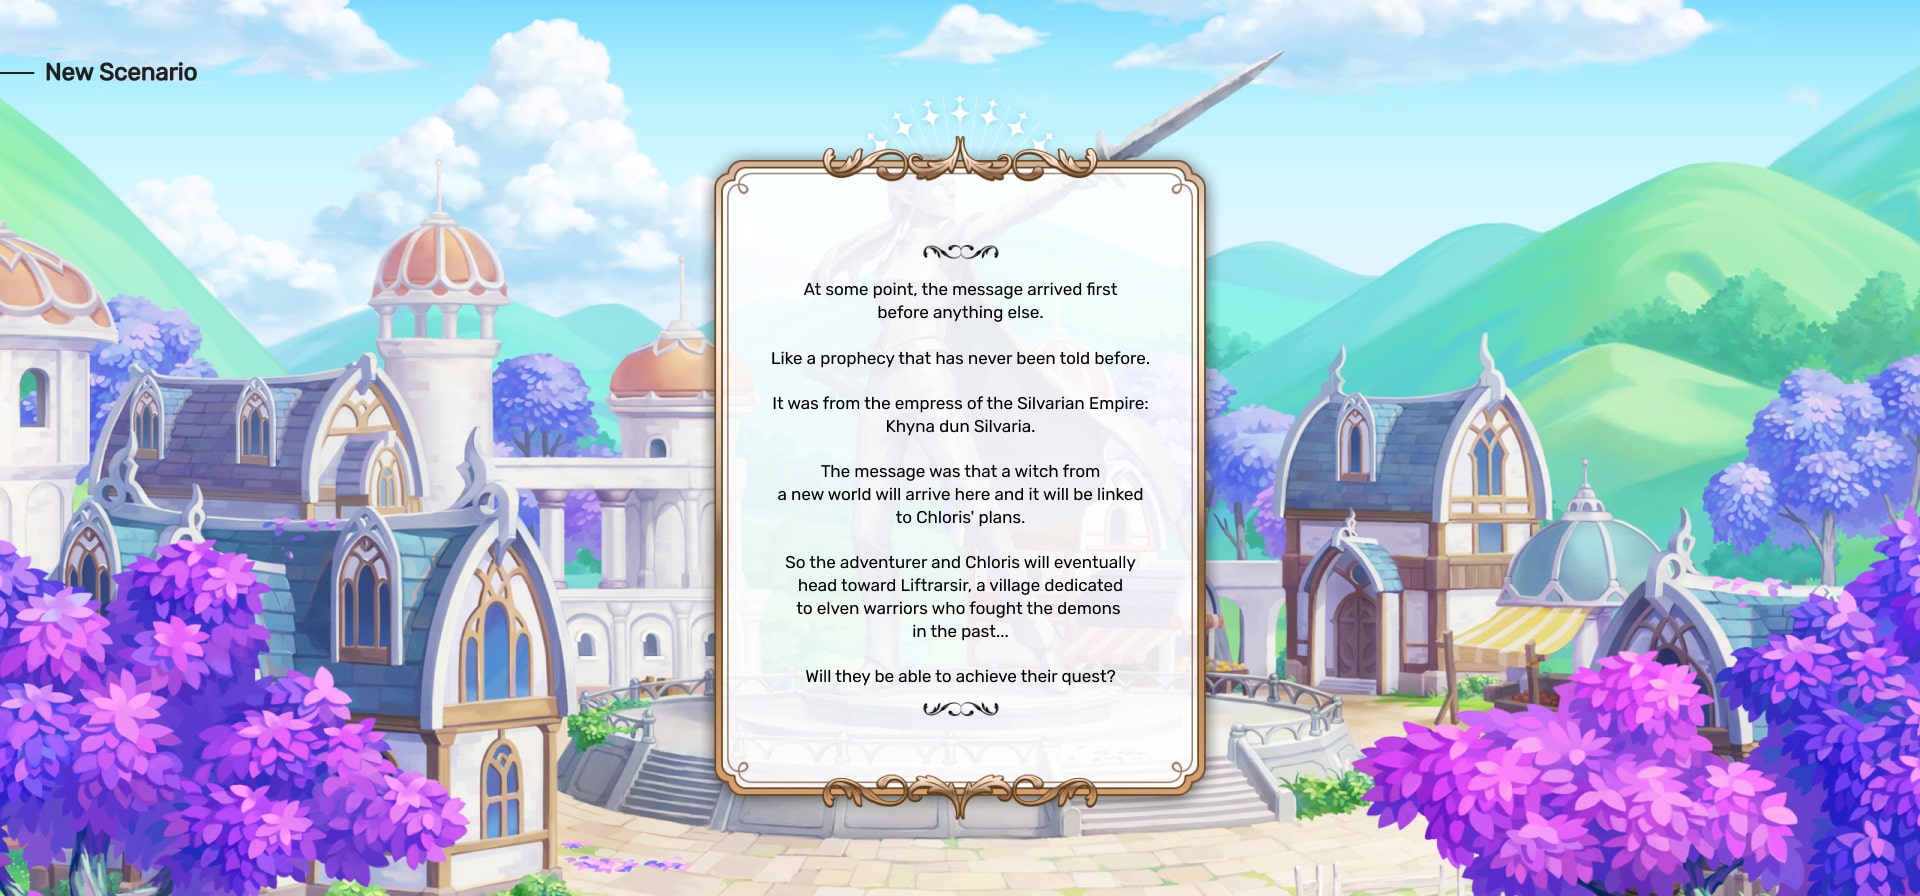 New Scenario
At some point, the message arrived first
before anything else.
Like a prophecy that has never been told before.
It was from the empress of the Silvarian Empire:
Khyna dun Silvaria.
The message was that a witch from
a new world will arrive here and it will be linked
to Chloris' plans.
So the adventurer and Chloris will eventually
head toward Liftrarsir, a village dedicated
to elven warriors who fought the demons
in the past...
Will they be able to achieve their quest?